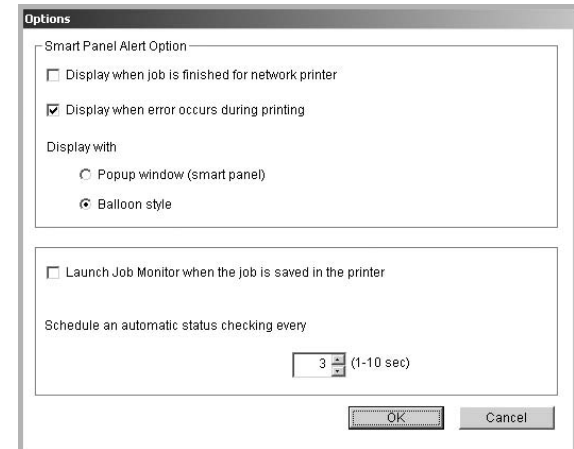 Options
Smart Panel Alert Option
Display when job is finished for network printer
Display when error occurs during printing
Display with
Popup window (smart panel)
Balloon style
Launch Job Monitor when the job is saved in the printer
Schedule an automatic status checking every
3 (1-10 sec)
OK Cancel